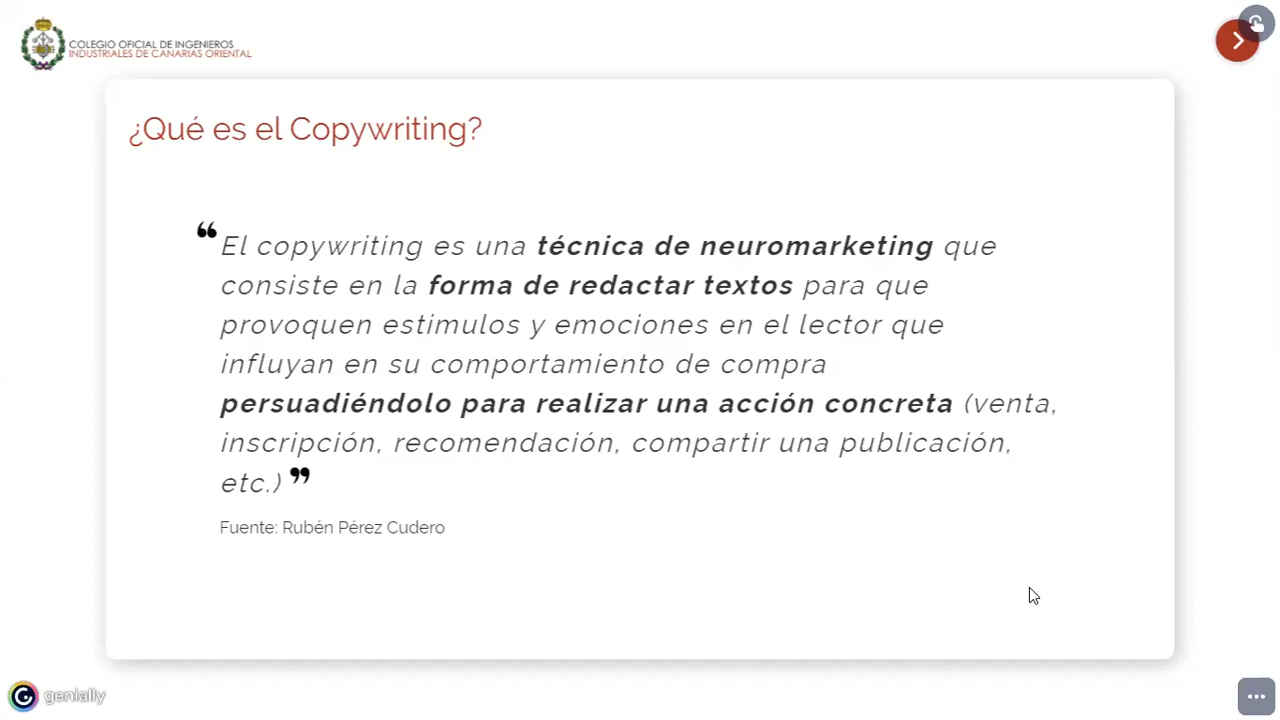 COLEGIO OFICIAL DE INGENIEROS
INDUSTRIALES DE CANARIAS ORIENTAL
¿Qué es el Copywriting?
❝El copywriting es una técnica de neuromarketing que
consiste en la forma de redactar textos para que
provoquen estimulos y emociones en el lector que
influyan en su comportamiento de compra
persuadiéndolo para realizar una acción concreta (venta,
inscripción, recomendación, compartir una publicación,
etc.)❞
Fuente: Rubén Pérez Cudero
genially